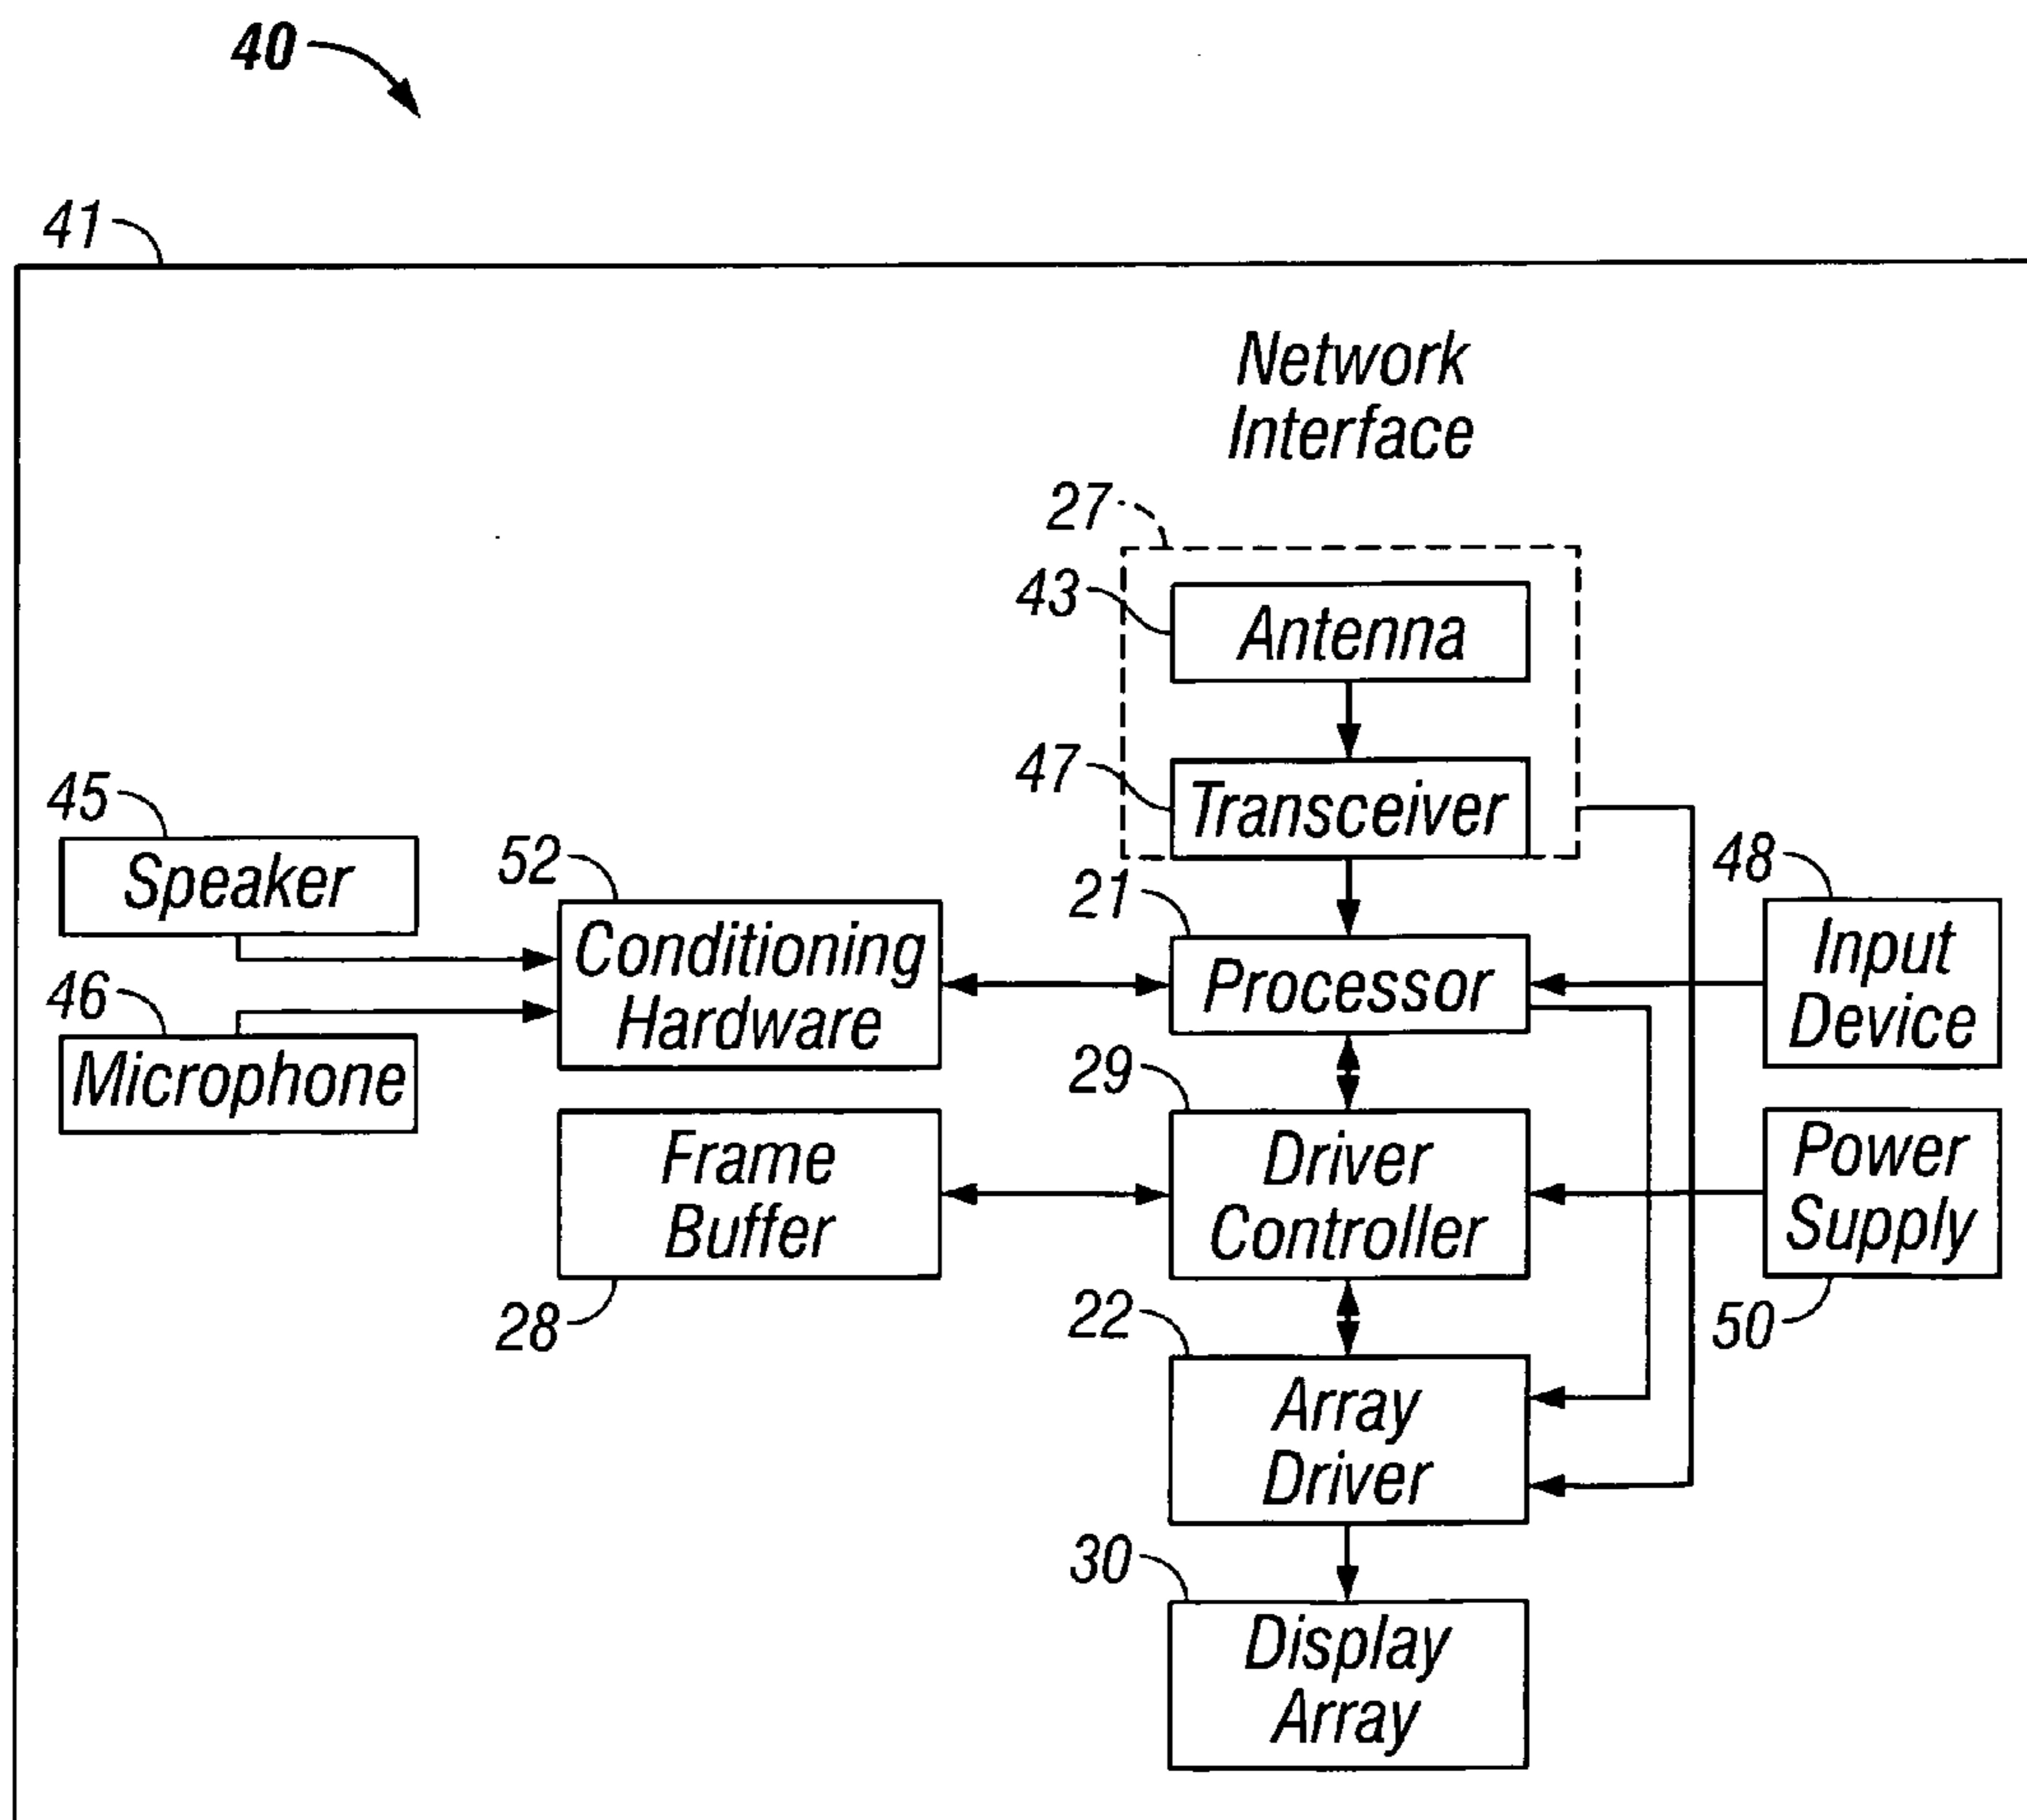 40
41
Network
Interface
27
43
Antenna
47
Transceiver
45
Speaker
52
Conditioning
Hardware
21
Processor
48
Input
Device
46
Microphone
Frame
Buffer
28
29
Driver
Controller
Power
Supply
50
22
Array
Driver
30
Display
Array